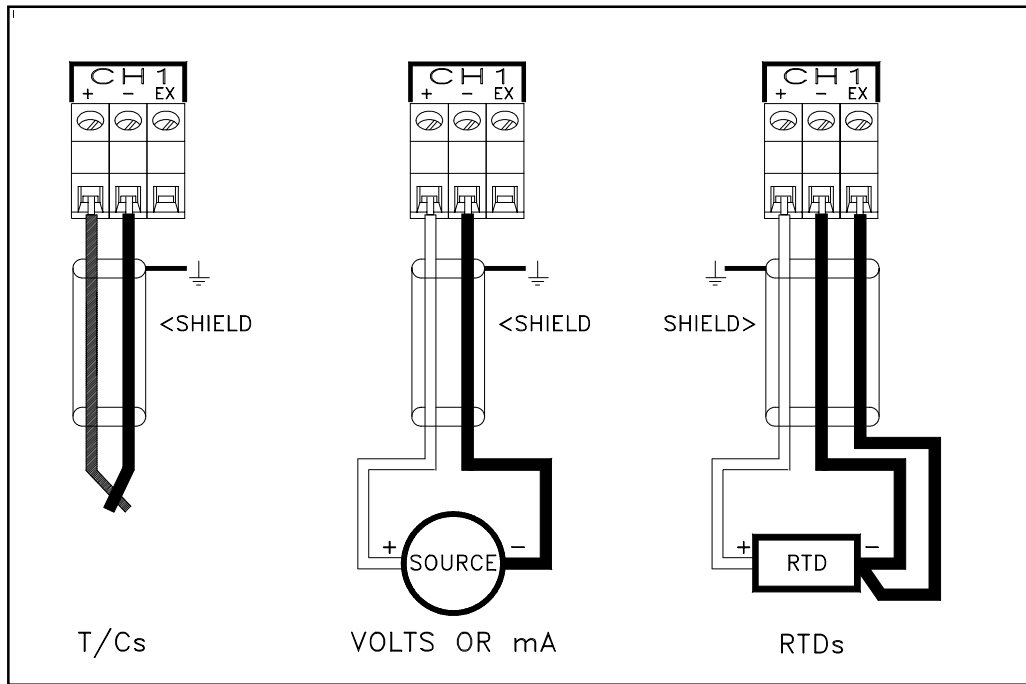 CH1
+ − EX
<SHIELD
+ SOURCE −
T/Cs
CH1
+ − EX
<SHIELD
VOLTS OR mA
CH1
+ − EX
SHIELD>
+ RTD −
RTDs